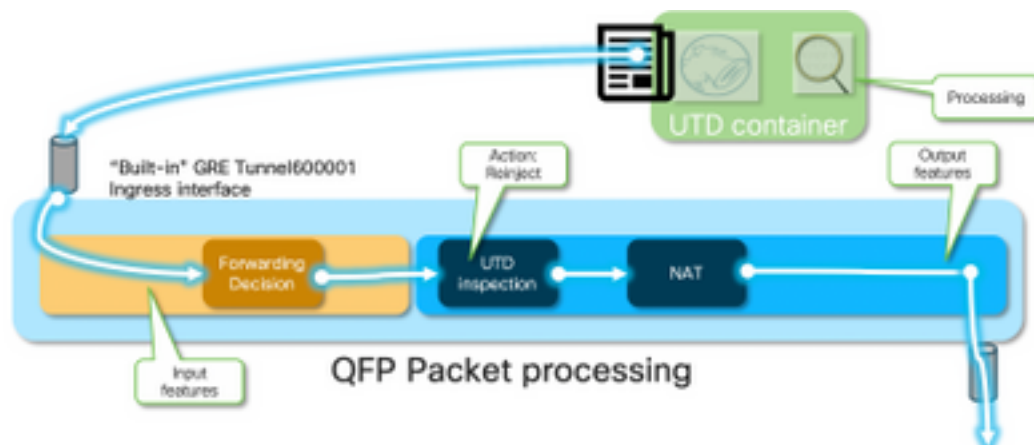 Processing
UTD container
"Built-in" GRE Tunnel600001
Ingress interface
Action:
Reinject
Output
features
Forwarding
Decision
UTD
inspection
NAT
Input
features
QFP Packet processing